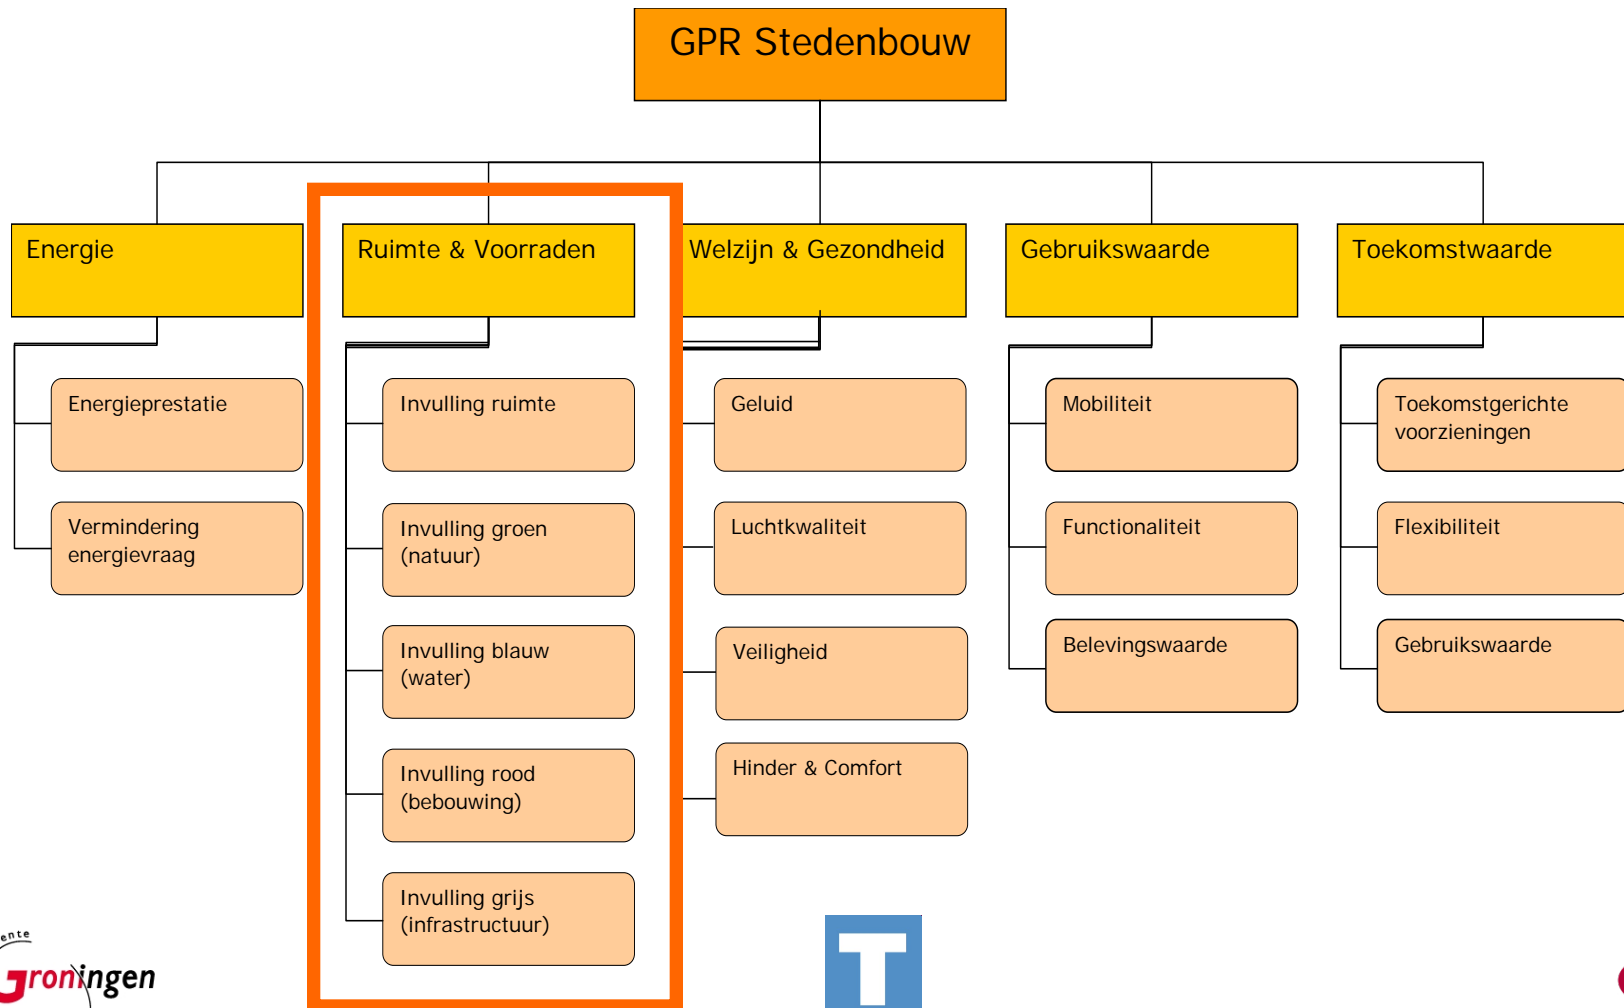 GPR Stedenbouw
Energie
Ruimte & Voorraden
Welzijn & Gezondheid
Gebruikswaarde
Toekomstwaarde
Energieprestatie
Vermindering
energievraag
Invulling ruimte
Invulling groen
(natuur)
Invulling blauw
(water)
Invulling rood
(bebouwing)
Invulling grijs
(infrastructuur)
Geluid
Luchtkwaliteit
Veiligheid
Hinder & Comfort
Mobiliteit
Functionaliteit
Belevingswaarde
Toekomstgerichte
voorzieningen
Flexibiliteit
Gebruikswaarde
ente
Groningen
T